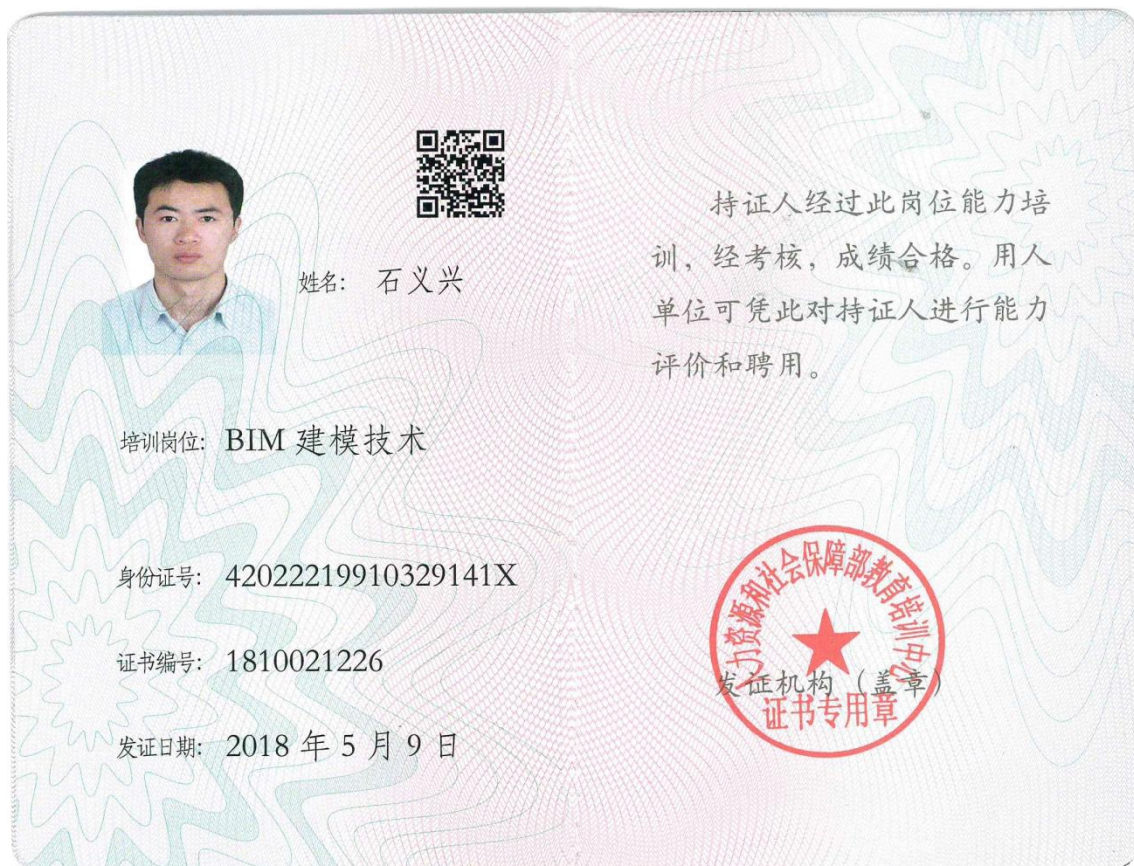 姓名: 石义兴
培训岗位: BIM 建模技术
身份证号: 42022219910329141X
证书编号: 1810021226
发证日期: 2018 年 5 月 9 日
持证人经过此岗位能力培
训，经考核，成绩合格。用人
单位可凭此对持证人进行能力
评价和聘用。
人力资源和社会保障部教育培训中心
发证机构（盖章）
证书专用章